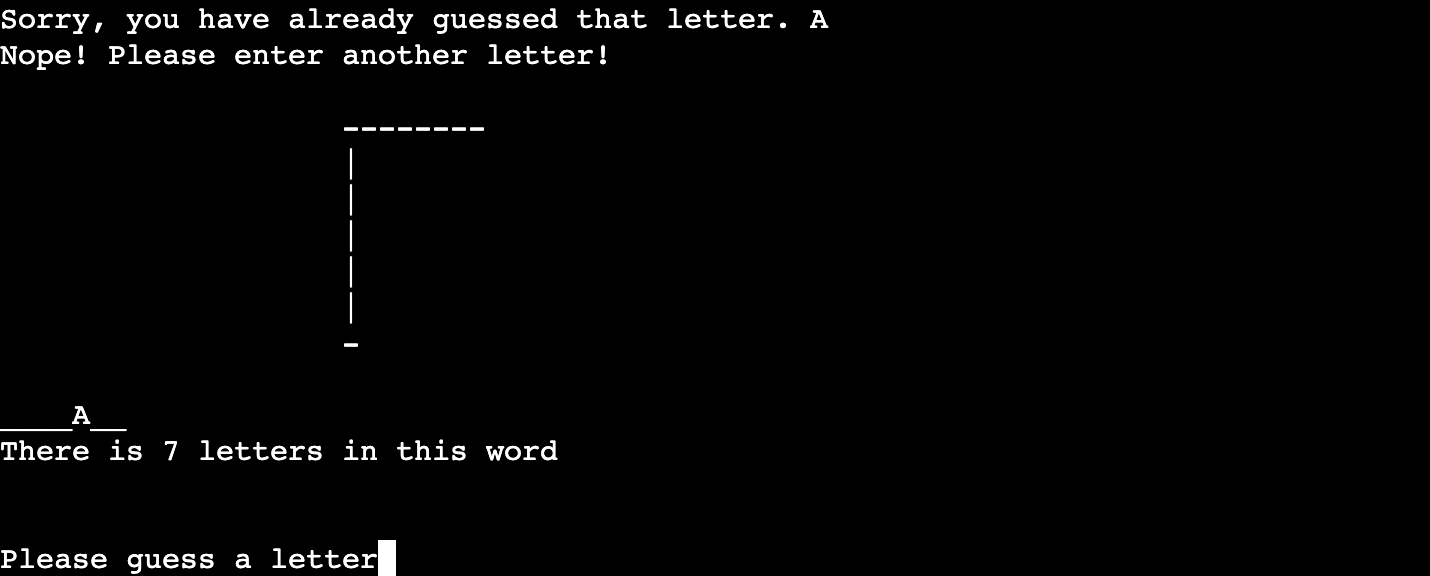 Sorry, you have already guessed that letter. A
Nope! Please enter another letter!
--------
|
|
|
|
|
-
____A__
There is 7 letters in this word
Please guess a letter